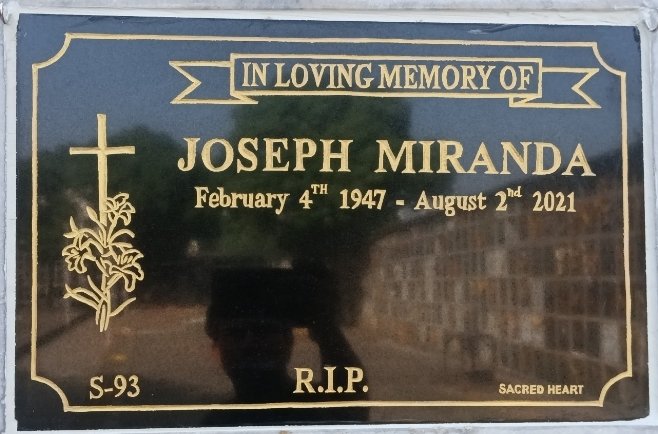 IN LOVING MEMORY OF
JOSEPH MIRANDA
February 4TH 1947 - August 2nd 2021
S-93
R.I.P.
SACRED HEART